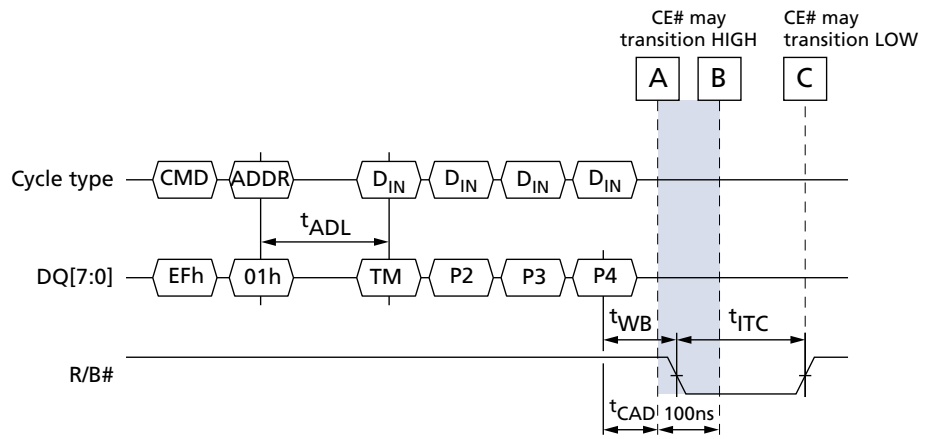 CE# may
transition HIGH
CE# may
transition LOW
A
B
C
Cycle type
CMD
ADDR
DIN
DIN
DIN
DIN
tADL
DQ[7:0]
EFh
01h
TM
P2
P3
P4
tWB
tITC
R/B#
tCAD
100ns